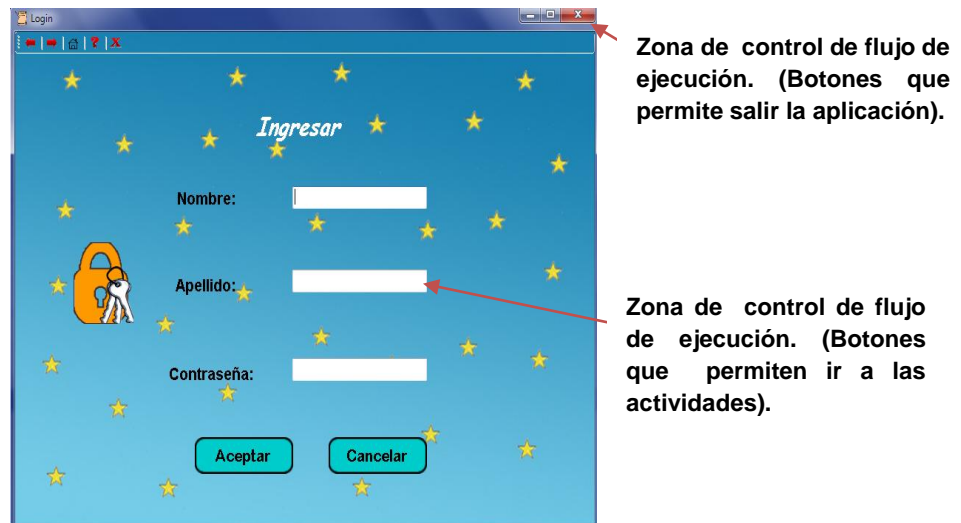 Login
? X
Ingresar
Nombre:
Apellido:
Contraseña:
Aceptar Cancelar
Zona de control de flujo de
ejecución. (Botones que
permite salir la aplicación).
Zona de control de flujo
de ejecución. (Botones
que permiten ir a las
actividades).